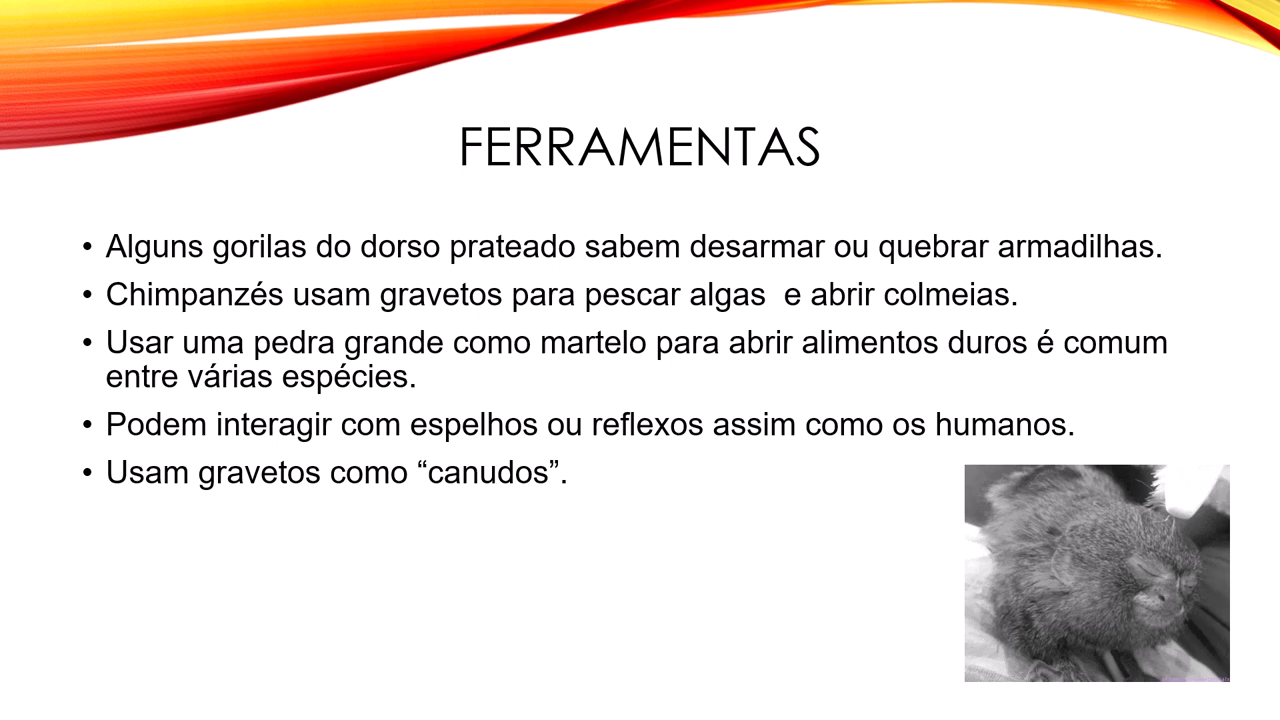 FERRAMENTAS
• Alguns gorilas do dorso prateado sabem desarmar ou quebrar armadilhas.
• Chimpanzés usam gravetos para pescar algas  e abrir colmeias.
• Usar uma pedra grande como martelo para abrir alimentos duros é comum
entre várias espécies.
• Podem interagir com espelhos ou reflexos assim como os humanos.
• Usam gravetos como “canudos”.